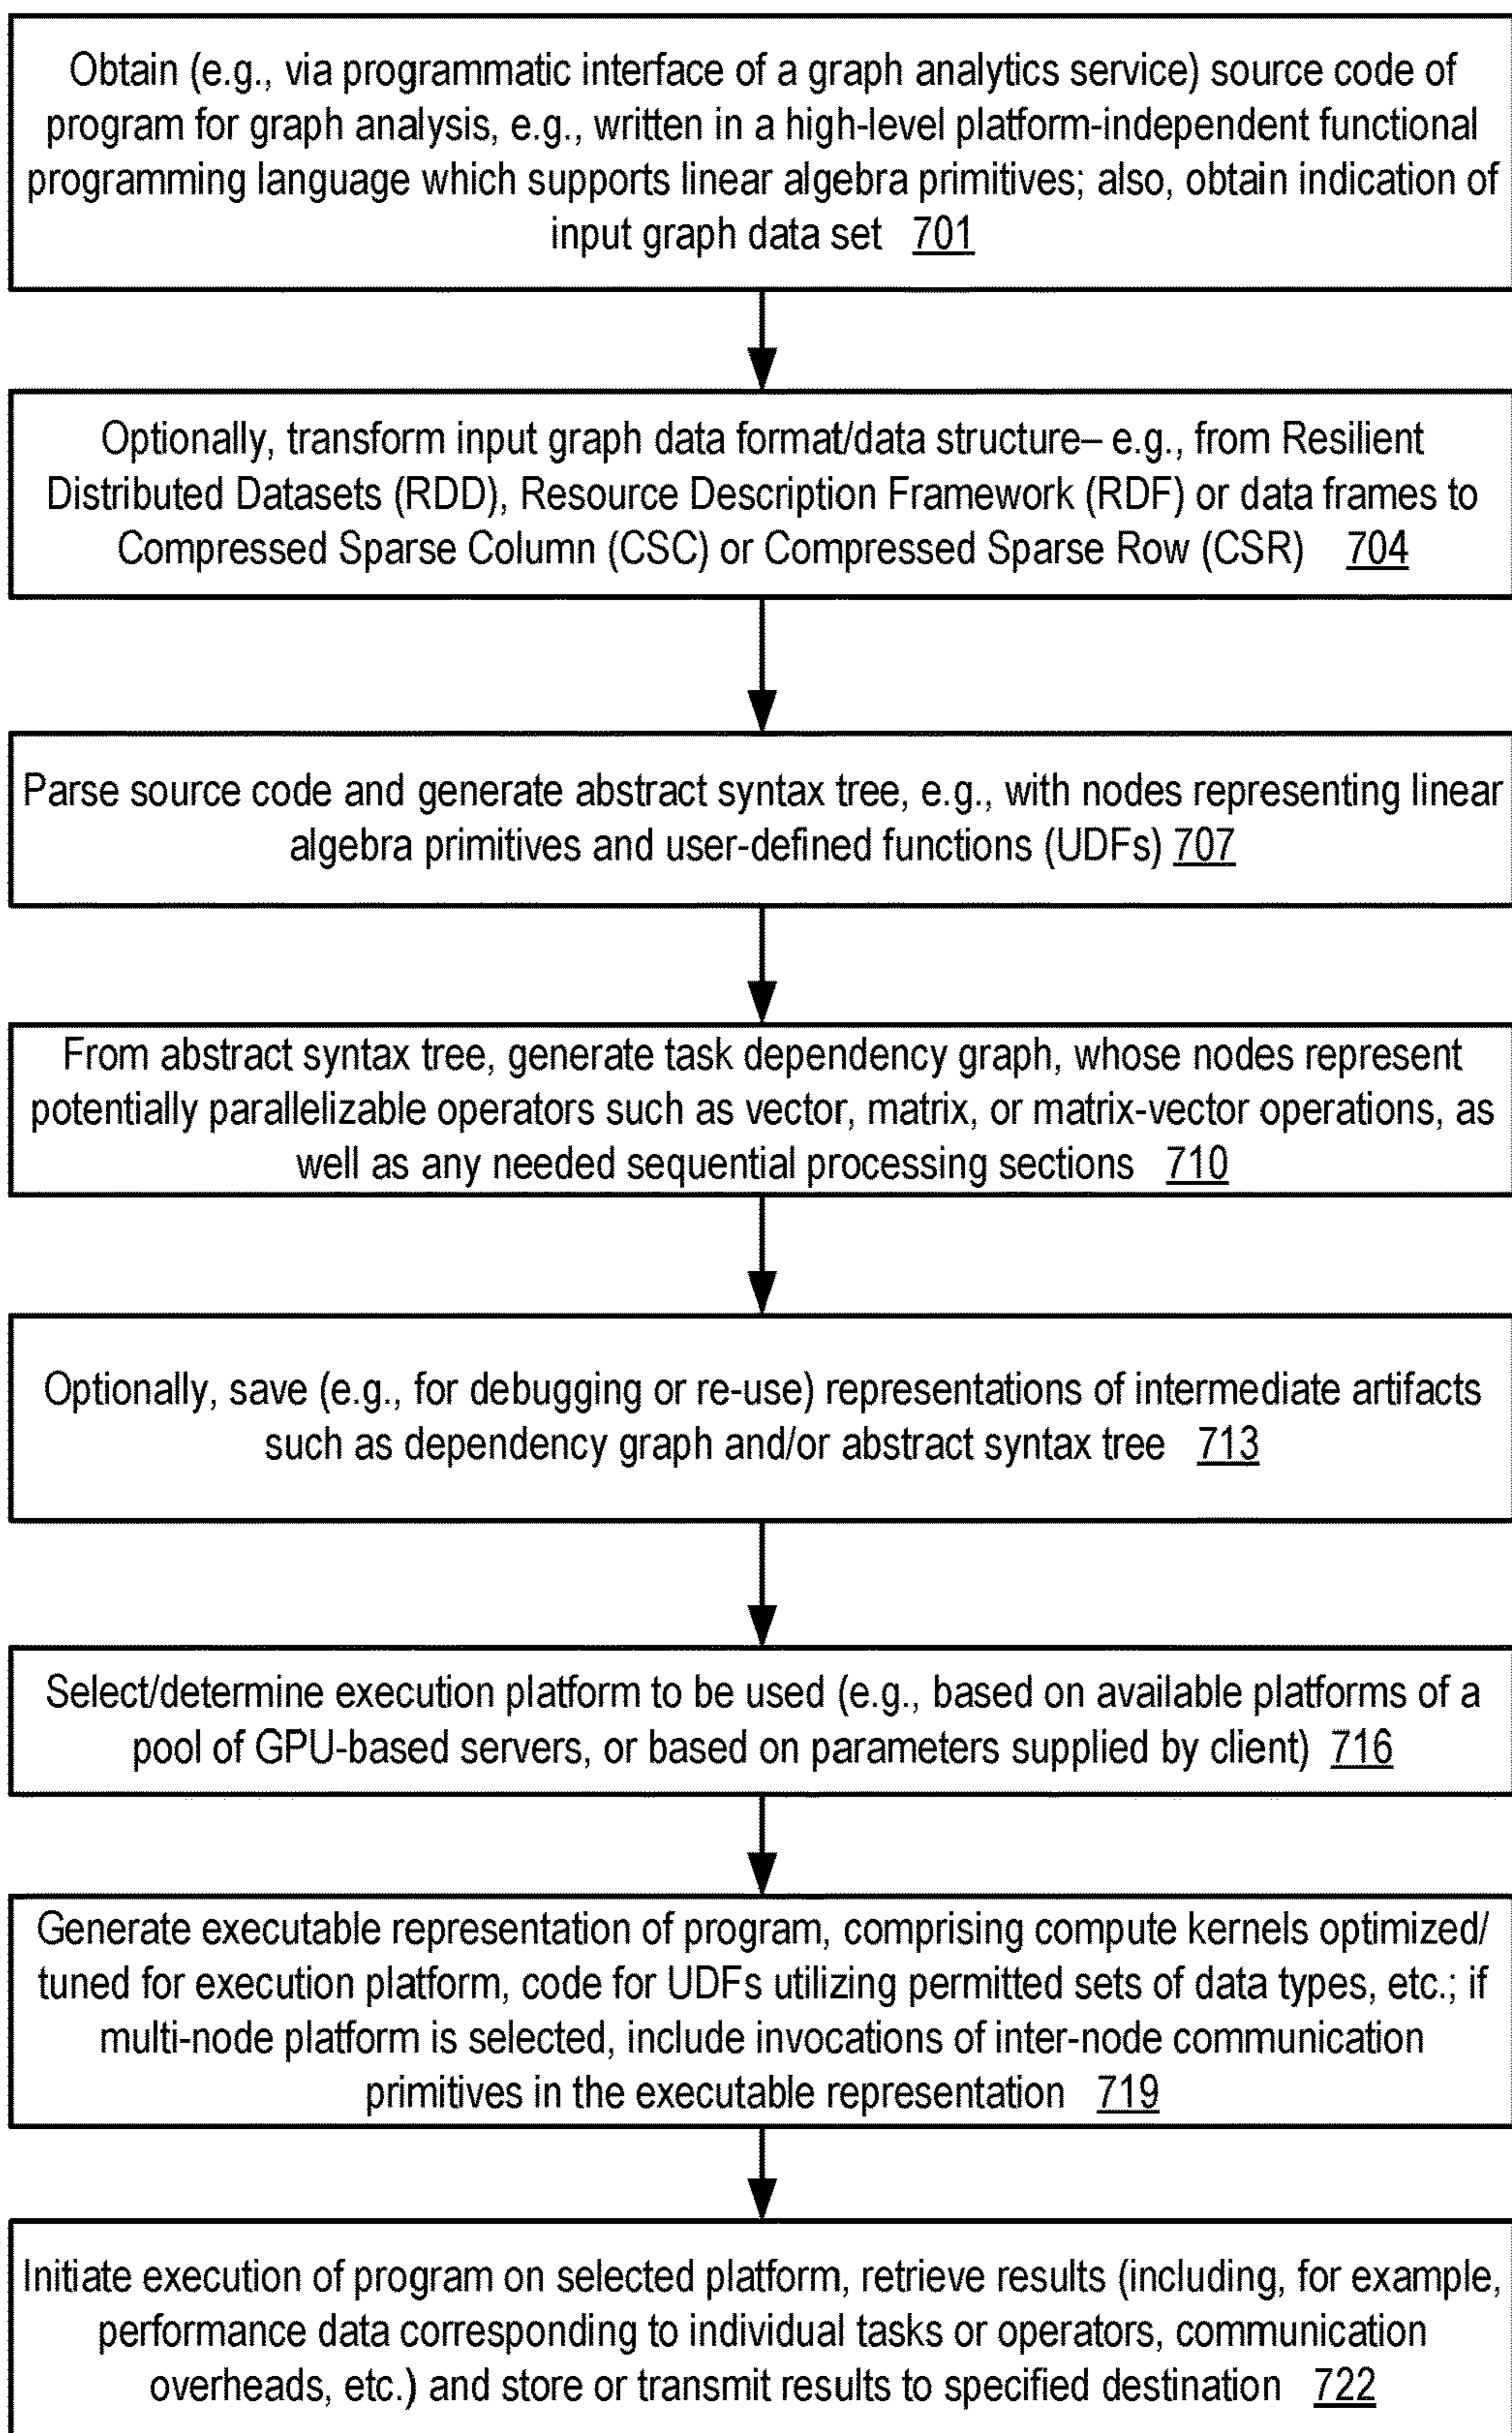 Obtain (e.g., via programmatic interface of a graph analytics service) source code of
program for graph analysis, e.g., written in a high-level platform-independent functional
programming language which supports linear algebra primitives; also, obtain indication of
input graph data set 701
Optionally, transform input graph data format/data structure– e.g., from Resilient
Distributed Datasets (RDD), Resource Description Framework (RDF) or data frames to
Compressed Sparse Column (CSC) or Compressed Sparse Row (CSR) 704
Parse source code and generate abstract syntax tree, e.g., with nodes representing linear
algebra primitives and user-defined functions (UDFs) 707
From abstract syntax tree, generate task dependency graph, whose nodes represent
potentially parallelizable operators such as vector, matrix, or matrix-vector operations, as
well as any needed sequential processing sections 710
Optionally, save (e.g., for debugging or re-use) representations of intermediate artifacts
such as dependency graph and/or abstract syntax tree 713
Select/determine execution platform to be used (e.g., based on available platforms of a
pool of GPU-based servers, or based on parameters supplied by client) 716
Generate executable representation of program, comprising compute kernels optimized/
tuned for execution platform, code for UDFs utilizing permitted sets of data types, etc.; if
multi-node platform is selected, include invocations of inter-node communication
primitives in the executable representation 719
Initiate execution of program on selected platform, retrieve results (including, for example,
performance data corresponding to individual tasks or operators, communication
overheads, etc.) and store or transmit results to specified destination 722